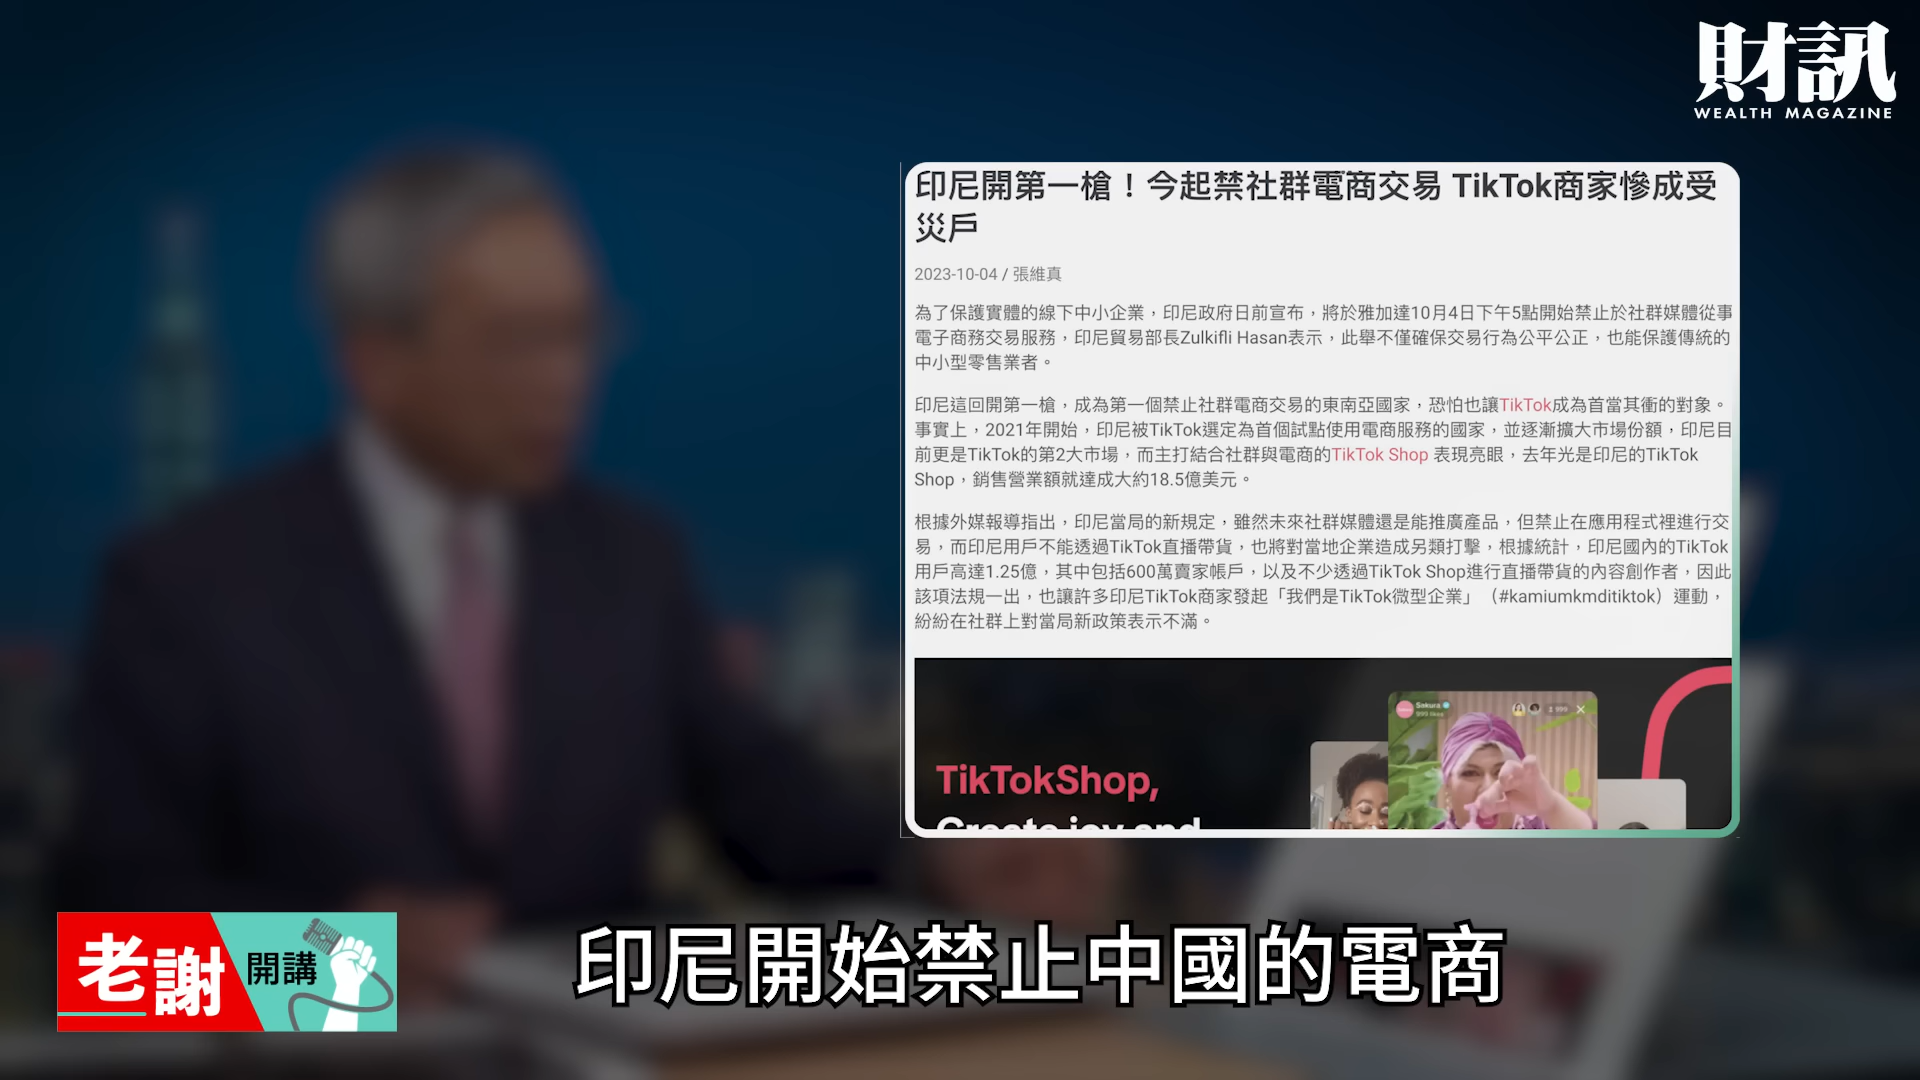 財訊
WEALTH MAGAZINE
印尼開第一槍！今起禁社群電商交易 TikTok商家慘成受
災戶
2023-10-04 / 張維真
為了保護實體的線下中小企業，印尼政府日前宣布，將於雅加達10月4日下午5點開始禁止於社群媒體從事
電子商務交易服務，印尼貿易部長Zulkifli Hasan表示，此舉不僅確保交易行為公平公正，也能保護傳統的
中小型零售業者。
印尼這回開第一槍，成為第一個禁止社群電商交易的東南亞國家，恐怕也讓TikTok成為首當其衝的對象。
事實上，2021年開始，印尼被TikTok選定為首個試點使用電商服務的國家，並逐漸擴大市場份額，印尼目
前更是TikTok的第2大市場，而主打結合社群與電商的TikTok Shop 表現亮眼，去年光是印尼的TikTok
Shop，銷售營業額就達成大約18.5億美元。
根據外媒報導指出，印尼當局的新規定，雖然未來社群媒體還是能推廣產品，但禁止在應用程式裡進行交
易，而印尼用戶不能透過TikTok直播帶貨，也將對當地企業造成另類打擊，根據統計，印尼國內的TikTok
用戶高達1.25億，其中包括600萬賣家帳戶，以及不少透過TikTok Shop進行直播帶貨的內容創作者，因此
該項法規一出，也讓許多印尼TikTok商家發起「我們是TikTok微型企業」（#kamiumkmditiktok）運動，
紛紛在社群上對當局新政策表示不滿。
Sakura
999 likes
999
TikTokShop,
Create joy and
老謝開講
印尼開始禁止中國的電商